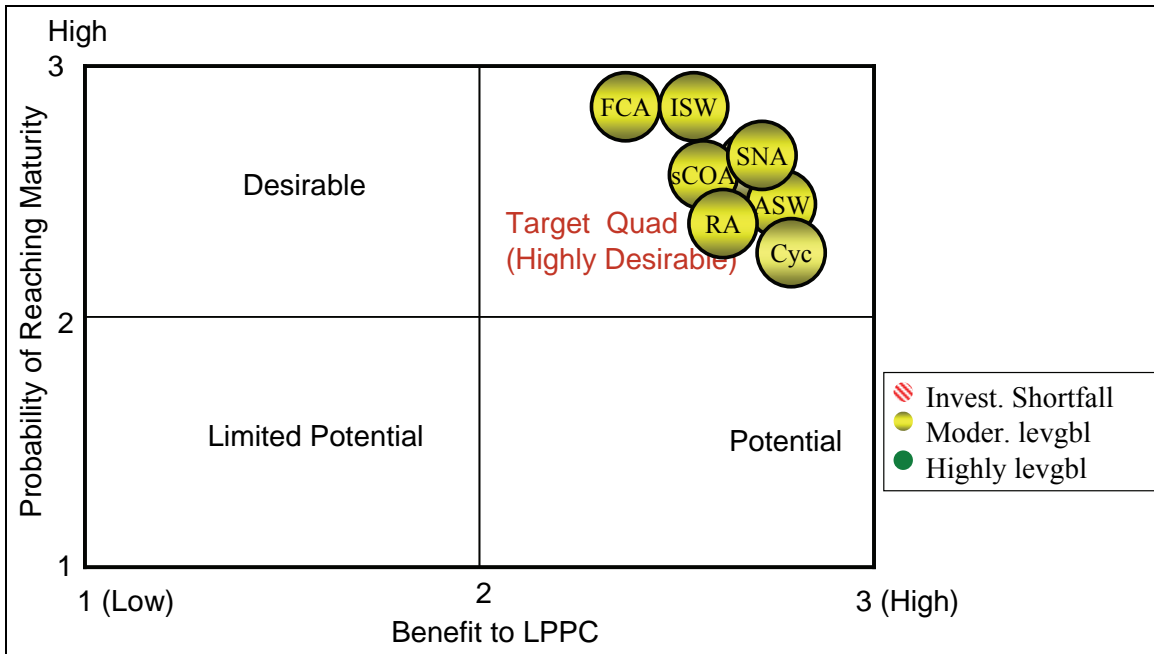 High
3
FCA ISW
SNA
sCOA
Desirable
ASW
Target Quad
RA
(Highly Desirable)
Cyc
Probability of Reaching Maturity
2
Invest. Shortfall
Moder. levgbl
Limited Potential
Potential
Highly levgbl
1
1 (Low)
2
3 (High)
Benefit to LPPC